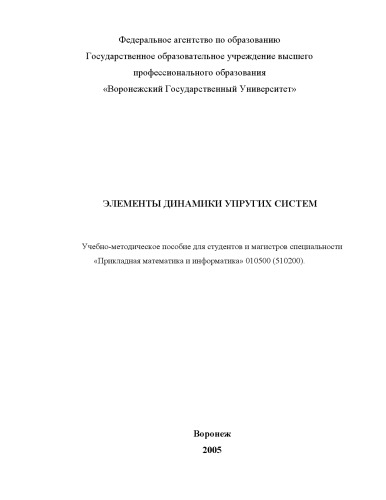 Федеральное агентство по образованию
Государственное образовательное учреждение высшего
профессионального образования
«Воронежский Государственный Университет»
ЭЛЕМЕНТЫ ДИНАМИКИ УПРУГИХ СИСТЕМ
Учебно-методическое пособие для студентов и магистров специальности
«Прикладная математика и информатика» 010500 (510200).
Воронеж
2005